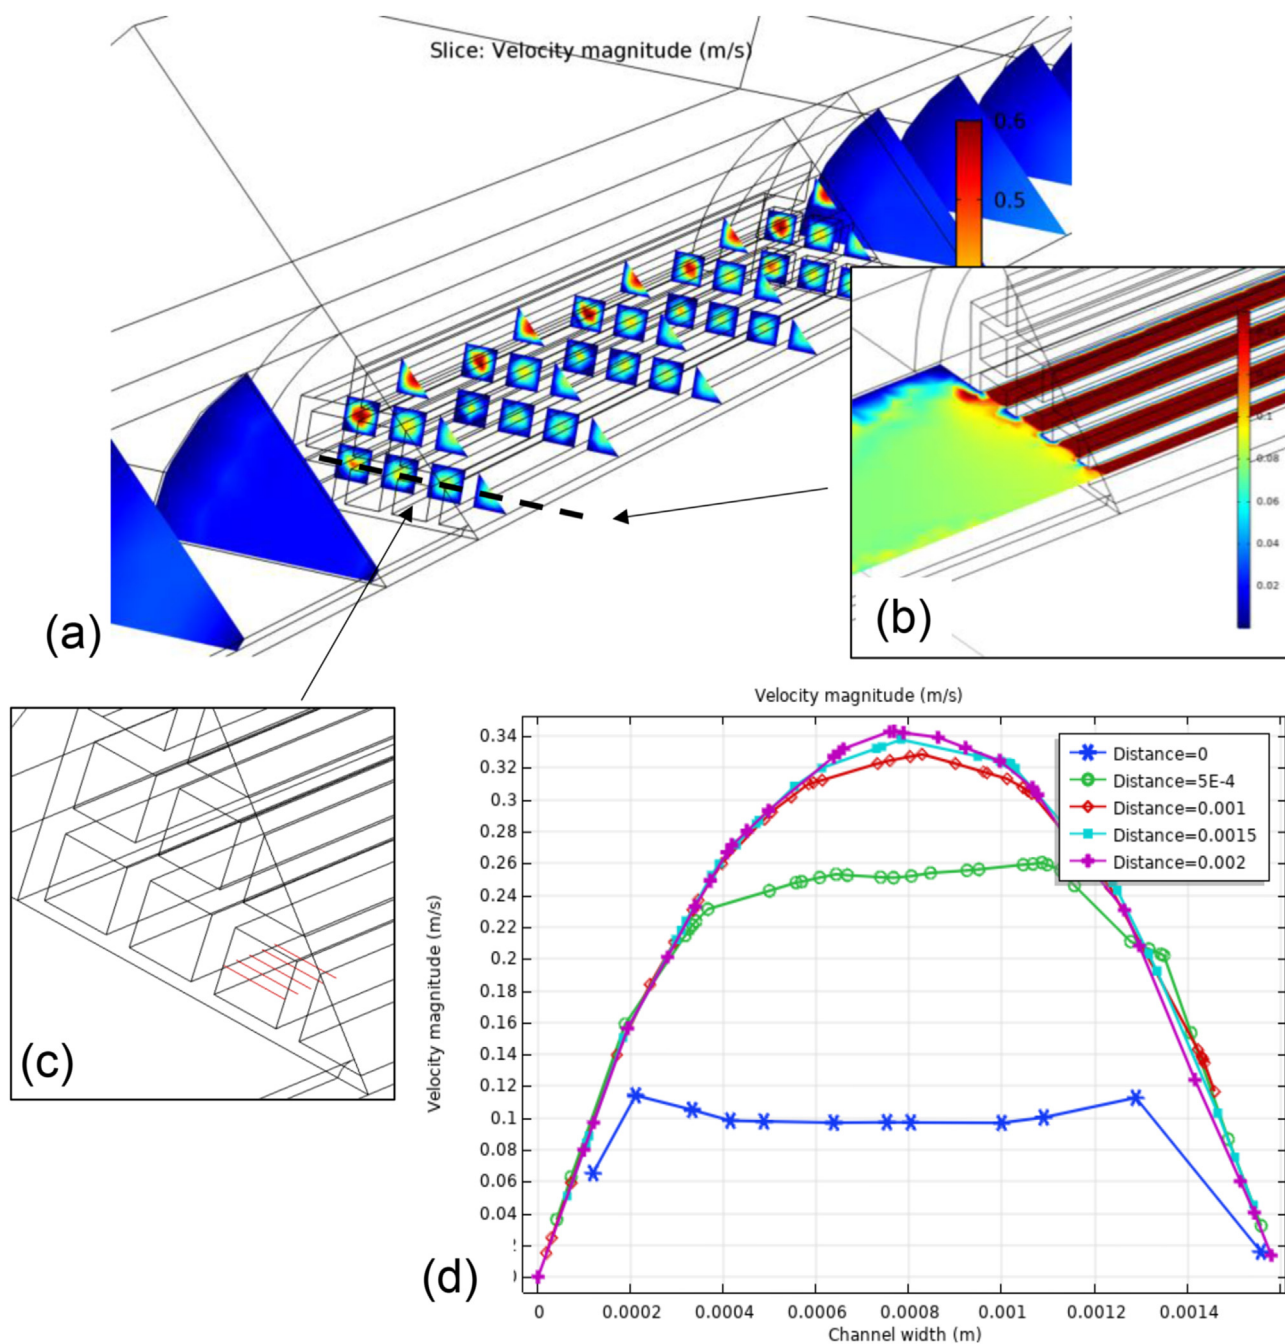 Slice: Velocity magnitude (m/s)
0.6
0.5
(a)
0.1
0.08
0.06
0.04
0.02
(b)
(c)
Velocity magnitude (m/s)
Velocity magnitude (m/s)
0.34
0.32
0.3
0.28
0.26
0.24
0.22
0.2
0.18
0.16
0.14
0.12
0.1
0.08
0.06
0.04
0
Distance=0
Distance=5E-4
Distance=0.001
Distance=0.0015
Distance=0.002
(d)
0 0.0002 0.0004 0.0006 0.0008 0.001 0.0012 0.0014
Channel width (m)